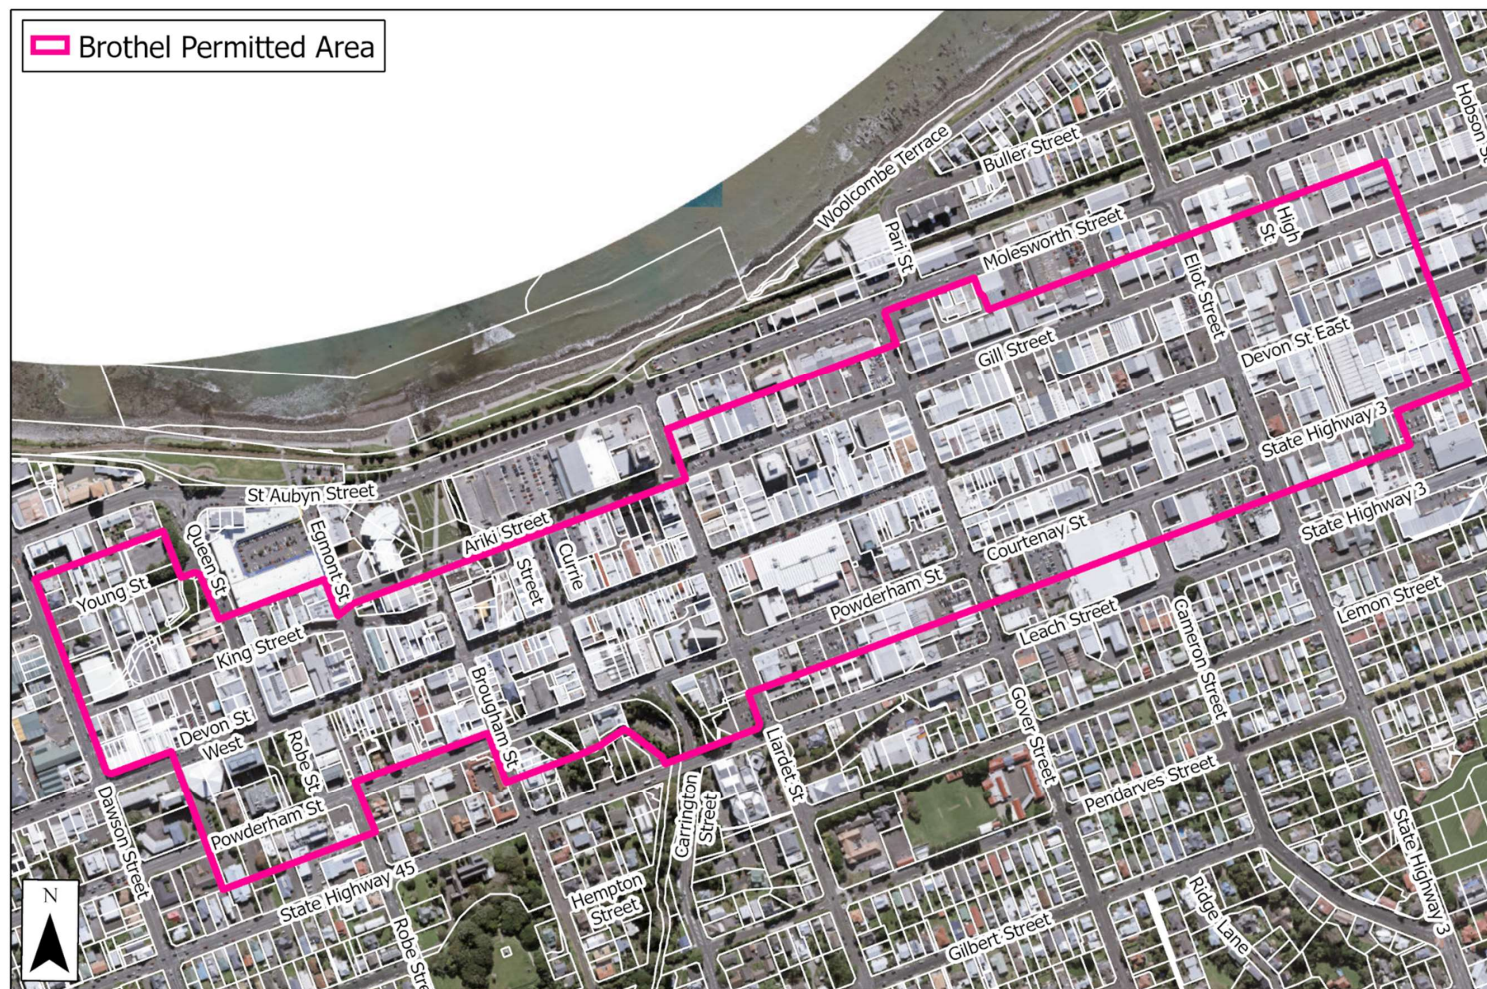 Brothel Permitted Area
Hobson St
Woolcombe Terrace
Buller Street
Pari St
Molesworth Street
High
St
Eliot Street
Gill Street
Devon St East
State Highway 3
St Aubyn Street
Queen St
Egmont St
Ariki Street
Currie
Street
Courtenay St
State Highway 3
Young St
Powderham St
Leach Street
Lemon Street
King Street
Cameron Street
Brougham St
Devon St
West
Robe St
Gover Street
Liardet St
Pendarves Street
Dawson Street
Powderham St
Carrington
Street
State Highway 3
State Highway 45
Hempton
Street
Ridge Lane
N
Robe Stre
Gilbert Street